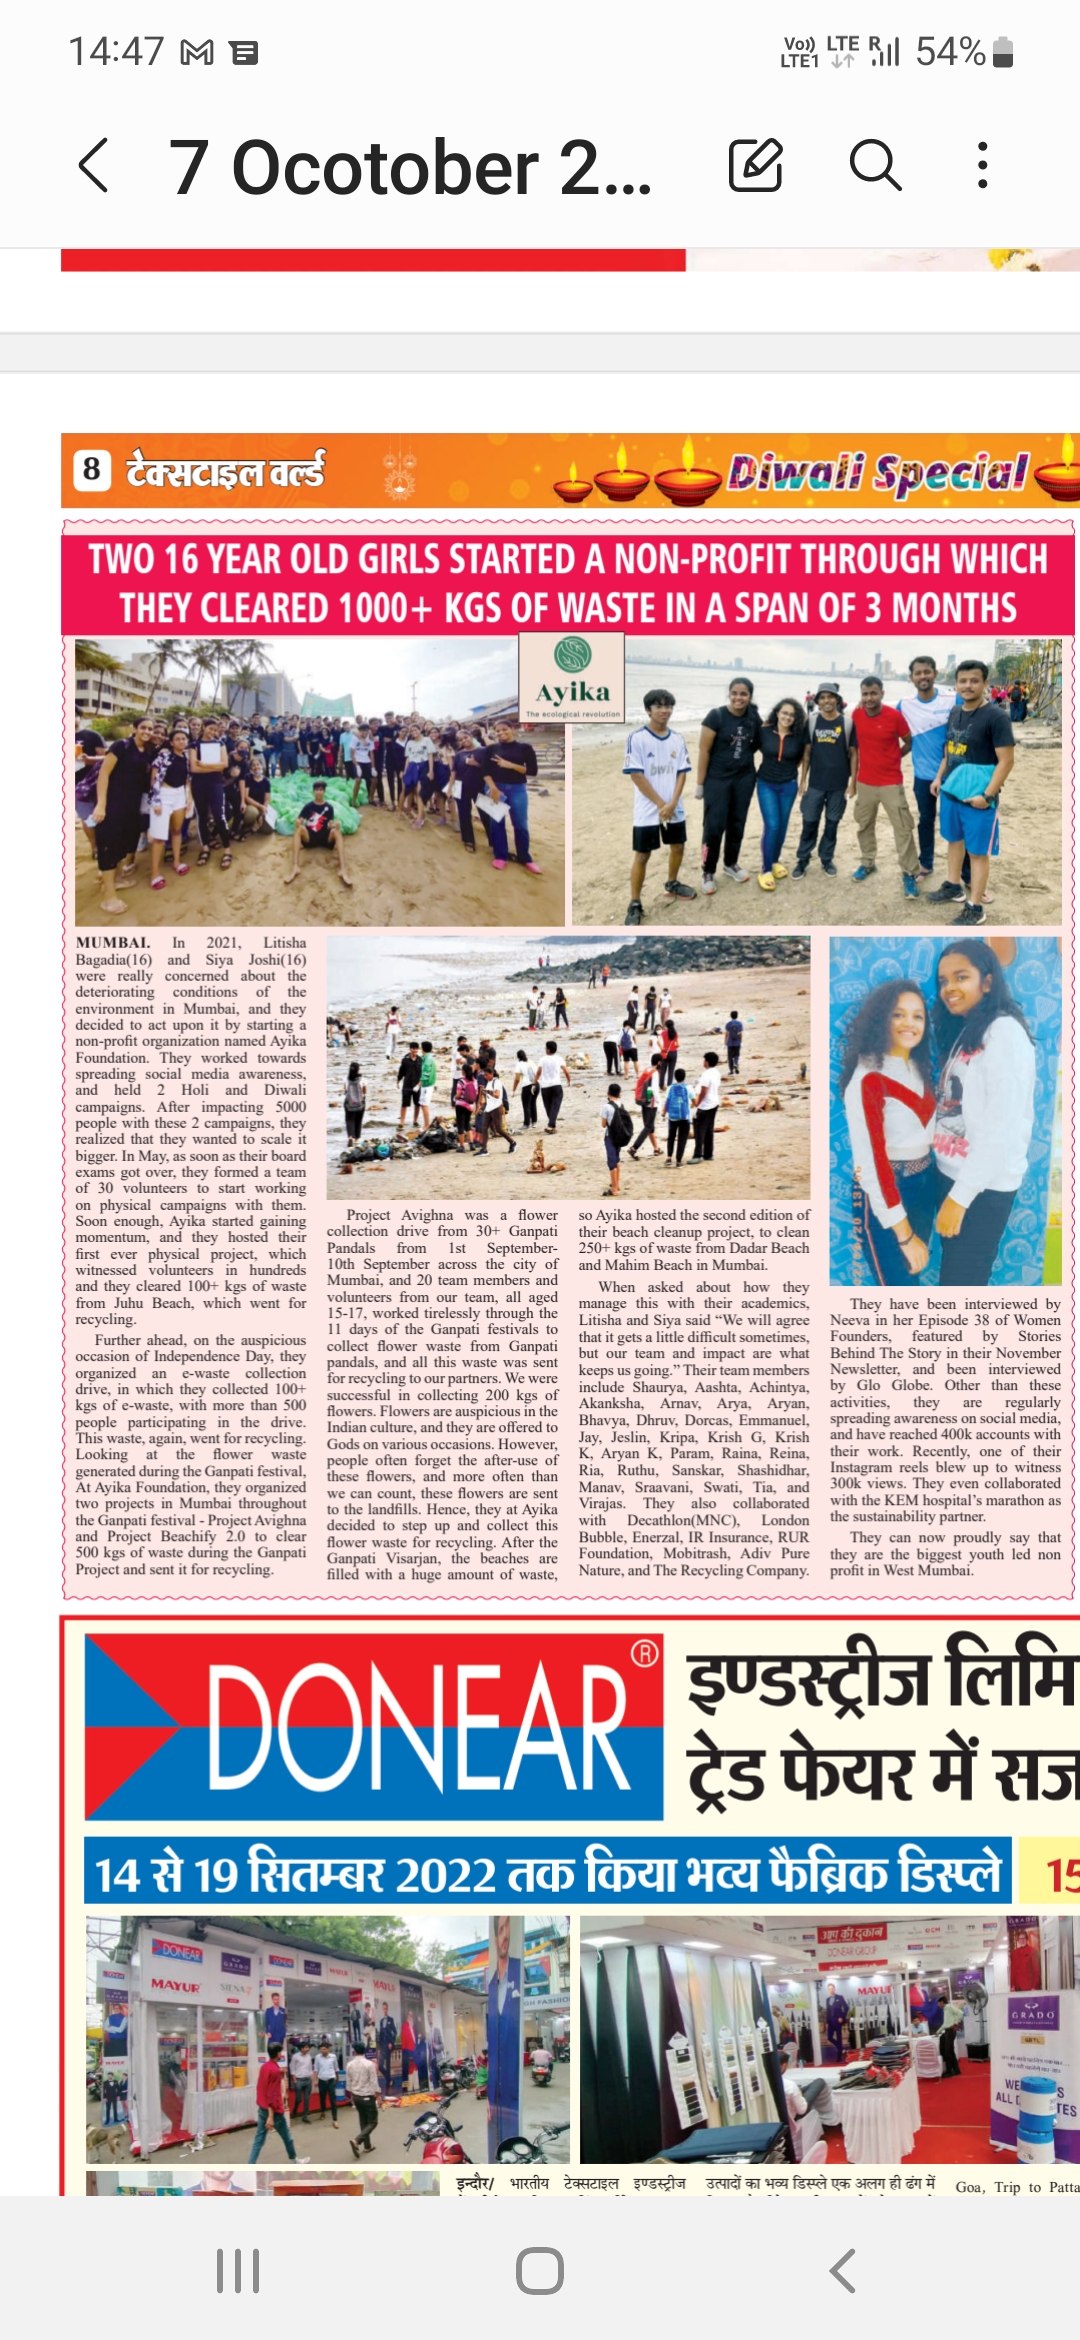 14:47
Vo)) LTE1 LTE R 54%
7 Ocotober 2...
8 टेक्सटाइल वर्ल्ड
Diwali Special
TWO 16 YEAR OLD GIRLS STARTED A NON-PROFIT THROUGH WHICH
THEY CLEARED 1000+ KGS OF WASTE IN A SPAN OF 3 MONTHS
Ayika
The ecological revolution
MUMBAI. In 2021, Litisha
Bagadia(16) and Siya Joshi(16)
were really concerned about the
deteriorating conditions of the
environment in Mumbai, and they
decided to act upon it by starting a
non-profit organization named Ayika
Foundation. They worked towards
spreading social media awareness,
and held 2 Holi and Diwali
campaigns. After impacting 5000
people with these 2 campaigns, they
realized that they wanted to scale it
bigger. In May, as soon as their board
exams got over, they formed a team
of 30 volunteers to start working
on physical campaigns with them.
Soon enough, Ayika started gaining
momentum, and they hosted their
first ever physical project, which
witnessed volunteers in hundreds
and they cleared 100+ kgs of waste
from Juhu Beach, which went for
recycling.
Further ahead, on the auspicious
occasion of Independence Day, they
organized an e-waste collection
drive, in which they collected 100+
kgs of e-waste, with more than 500
people participating in the drive.
This waste, again, went for recycling.
Looking at the flower waste
generated during the Ganpati festival,
At Ayika Foundation, they organized
two projects in Mumbai throughout
the Ganpati festival - Project Avighna
and Project Beachify 2.0 to clear
500 kgs of waste during the Ganpati
Project and sent it for recycling.
Project Avighna was a flower
collection drive from 30+ Ganpati
Pandals from 1st September-
10th September across the city of
Mumbai, and 20 team members and
volunteers from our team, all aged
15-17, worked tirelessly through the
11 days of the Ganpati festivals to
collect flower waste from Ganpati
pandals, and all this waste was sent
for recycling to our partners. We were
successful in collecting 200 kgs of
flowers. Flowers are auspicious in the
Indian culture, and they are offered to
Gods on various occasions. However,
people often forget the after-use of
these flowers, and more often than
we can count, these flowers are sent
to the landfills. Hence, they at Ayika
decided to step up and collect this
flower waste for recycling. After the
Ganpati Visarjan, the beaches are
filled with a huge amount of waste,
so Ayika hosted the second edition of
their beach cleanup project, to clean
250+ kgs of waste from Dadar Beach
and Mahim Beach in Mumbai.
When asked about how they
manage this with their academics,
Litisha and Siya said “We will agree
that it gets a little difficult sometimes,
but our team and impact are what
keeps us going.” Their team members
include Shaurya, Aashta, Achintya,
Akanksha, Arnav, Arya, Aryan,
Bhavya, Dhruv, Dorcas, Emmanuel,
Jay, Jeslin, Kripa, Krish G, Krish
K, Aryan K, Param, Raina, Reina,
Ria, Ruthu, Sanskar, Shashidhar,
Manav, Sraavani, Swati, Tia, and
Virajas. They also collaborated
with Decathlon(MNC), London
Bubble, Enerzal, IR Insurance, RUR
Foundation, Mobitrash, Adiv Pure
Nature, and The Recycling Company.
They have been interviewed by
Neeva in her Episode 38 of Women
Founders, featured by Stories
Behind The Story in their November
Newsletter, and been interviewed
by Glo Globe. Other than these
activities, they are regularly
spreading awareness on social media,
and have reached 400k accounts with
their work. Recently, one of their
Instagram reels blew up to witness
300k views. They even collaborated
with the KEM hospital’s marathon as
the sustainability partner.
They can now proudly say that
they are the biggest youth led non
profit in West Mumbai.
DONEAR ®
इण्डस्ट्रीज लिमि
ट्रेड फेयर में सज
14 से 19 सितम्बर 2022 तक किया भव्य फैब्रिक डिस्प्ले
15
DONEAR
MAYUR
आप की दुकान
DONEAR GROUP
MAYUR
GRADO
इन्दौर/ भारतीय टेक्सटाइल इण्डस्ट्रीज
उत्पादों का भव्य डिस्प्ले एक अलग ही ढंग में
Goa, Trip to Patta